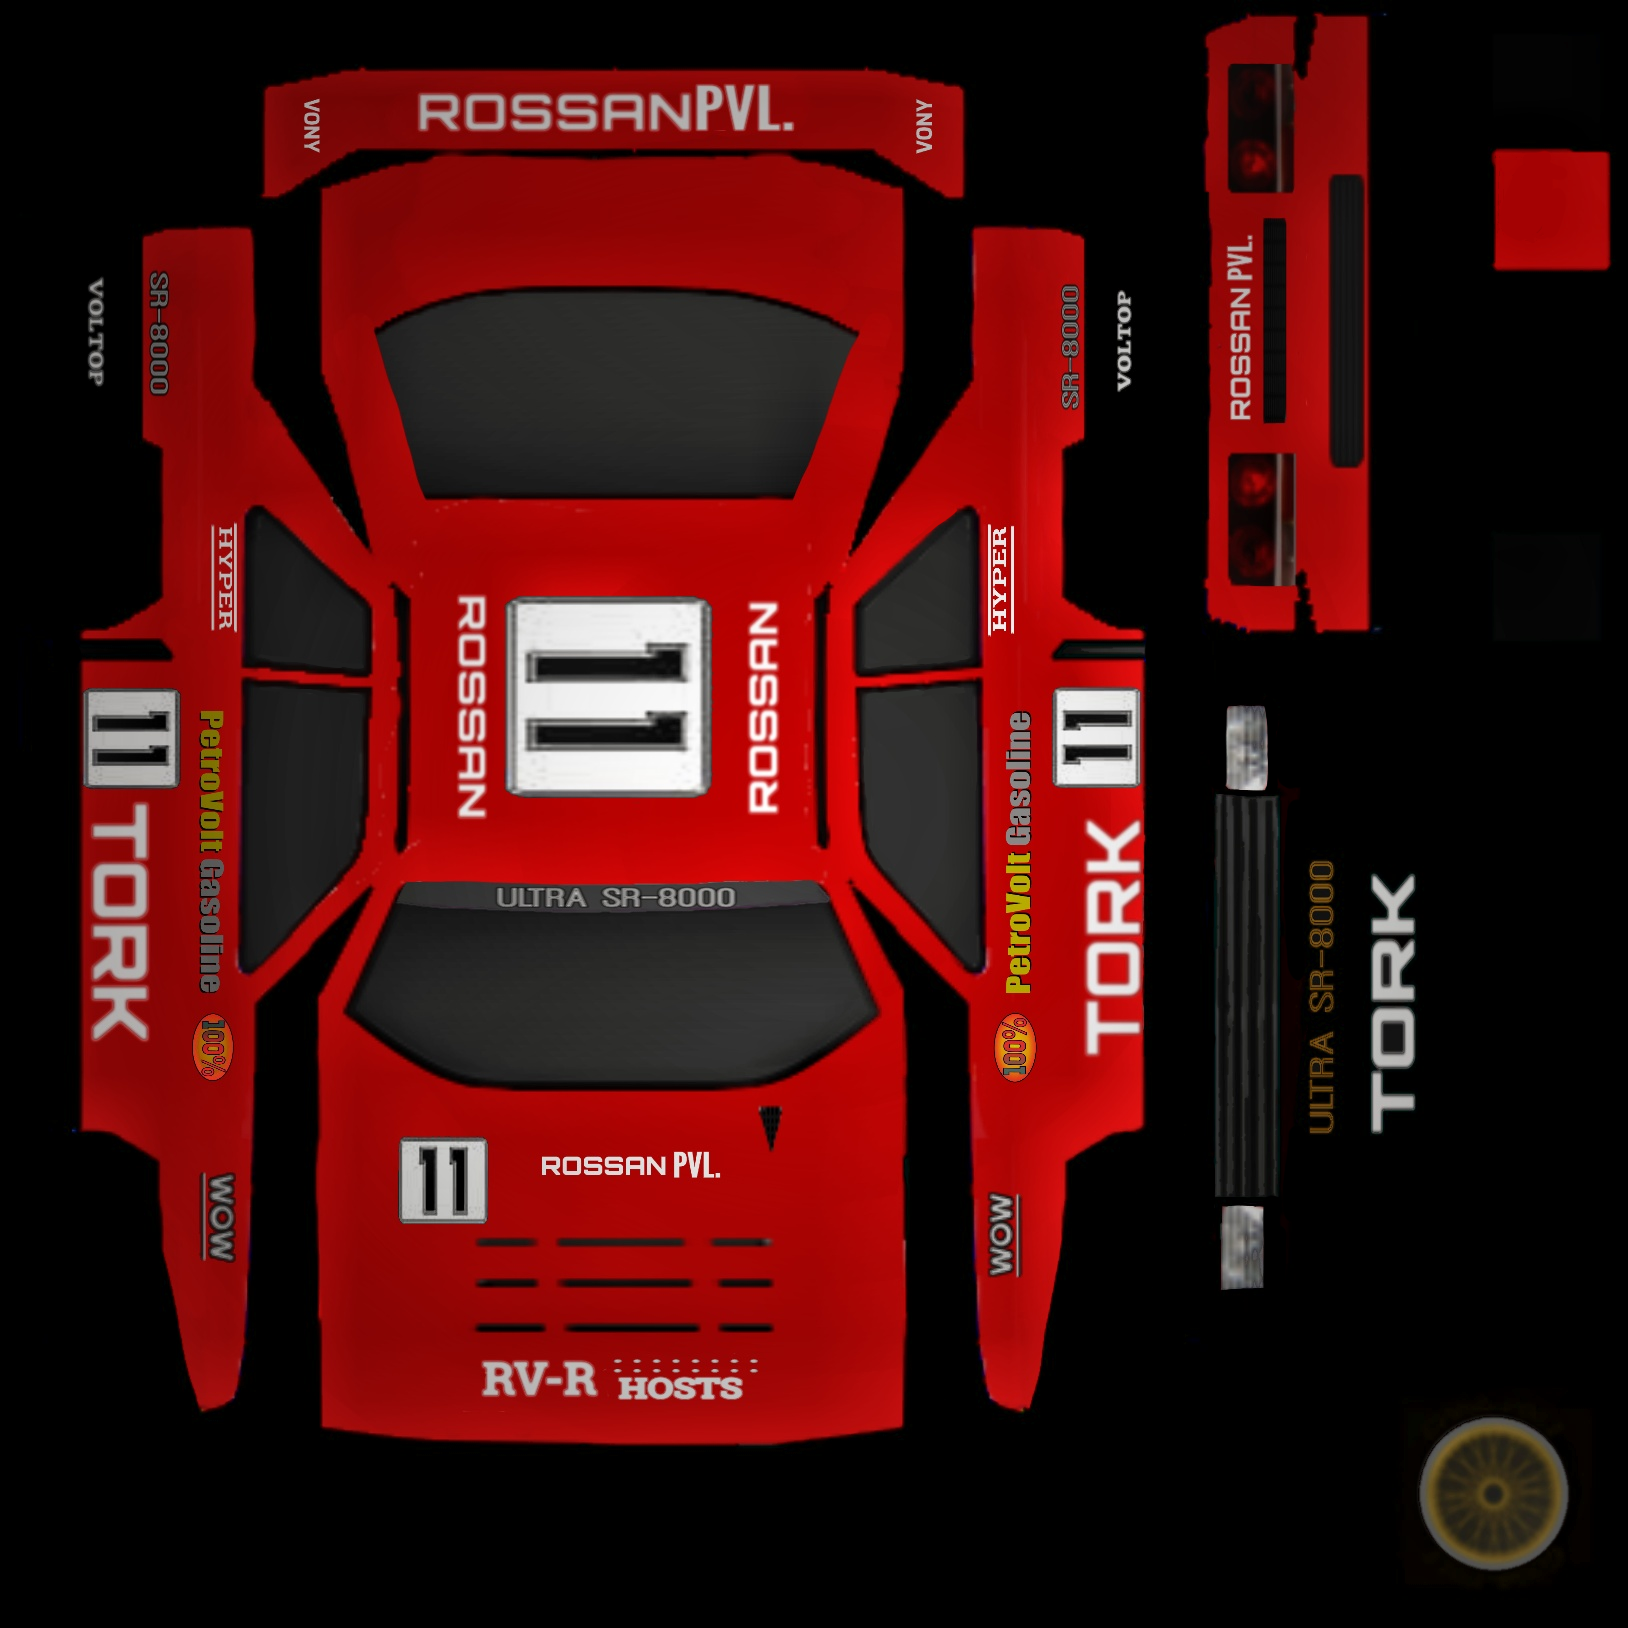 ROSSANPVL.
VONY
VONY
VOLTOP
SR-8000
SR-8000
VOLTOP
ROSSAN PVL.
HYPER
HYPER
ROSSAN
11
ROSSAN
11
11
PetroVolt Gasoline
PetroVolt Gasoline
TORK
TORK
ULTRA SR-8000
ULTRA SR-8000
TORK
100%
100%
11
ROSSAN PVL.
WOW
WOW
RV-R
HOSTS